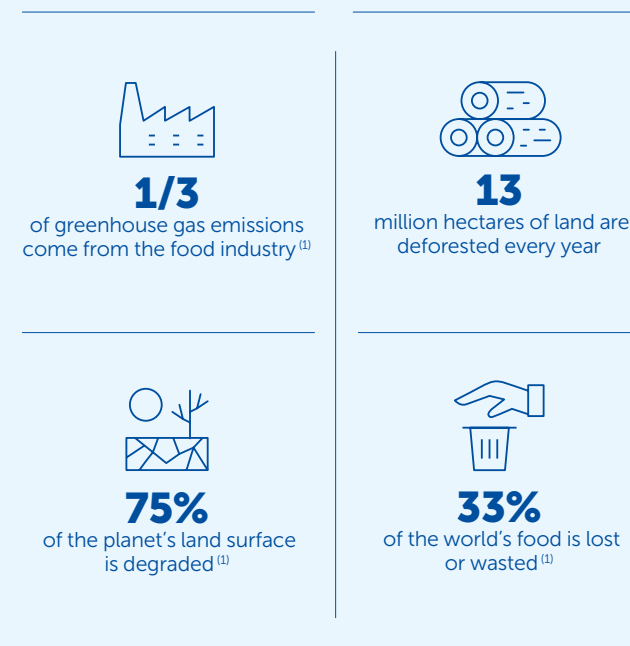 1/3
of greenhouse gas emissions
come from the food industry (1)
13
million hectares of land are
deforested every year
75%
of the planet's land surface
is degraded (1)
33%
of the world's food is lost
or wasted (1)